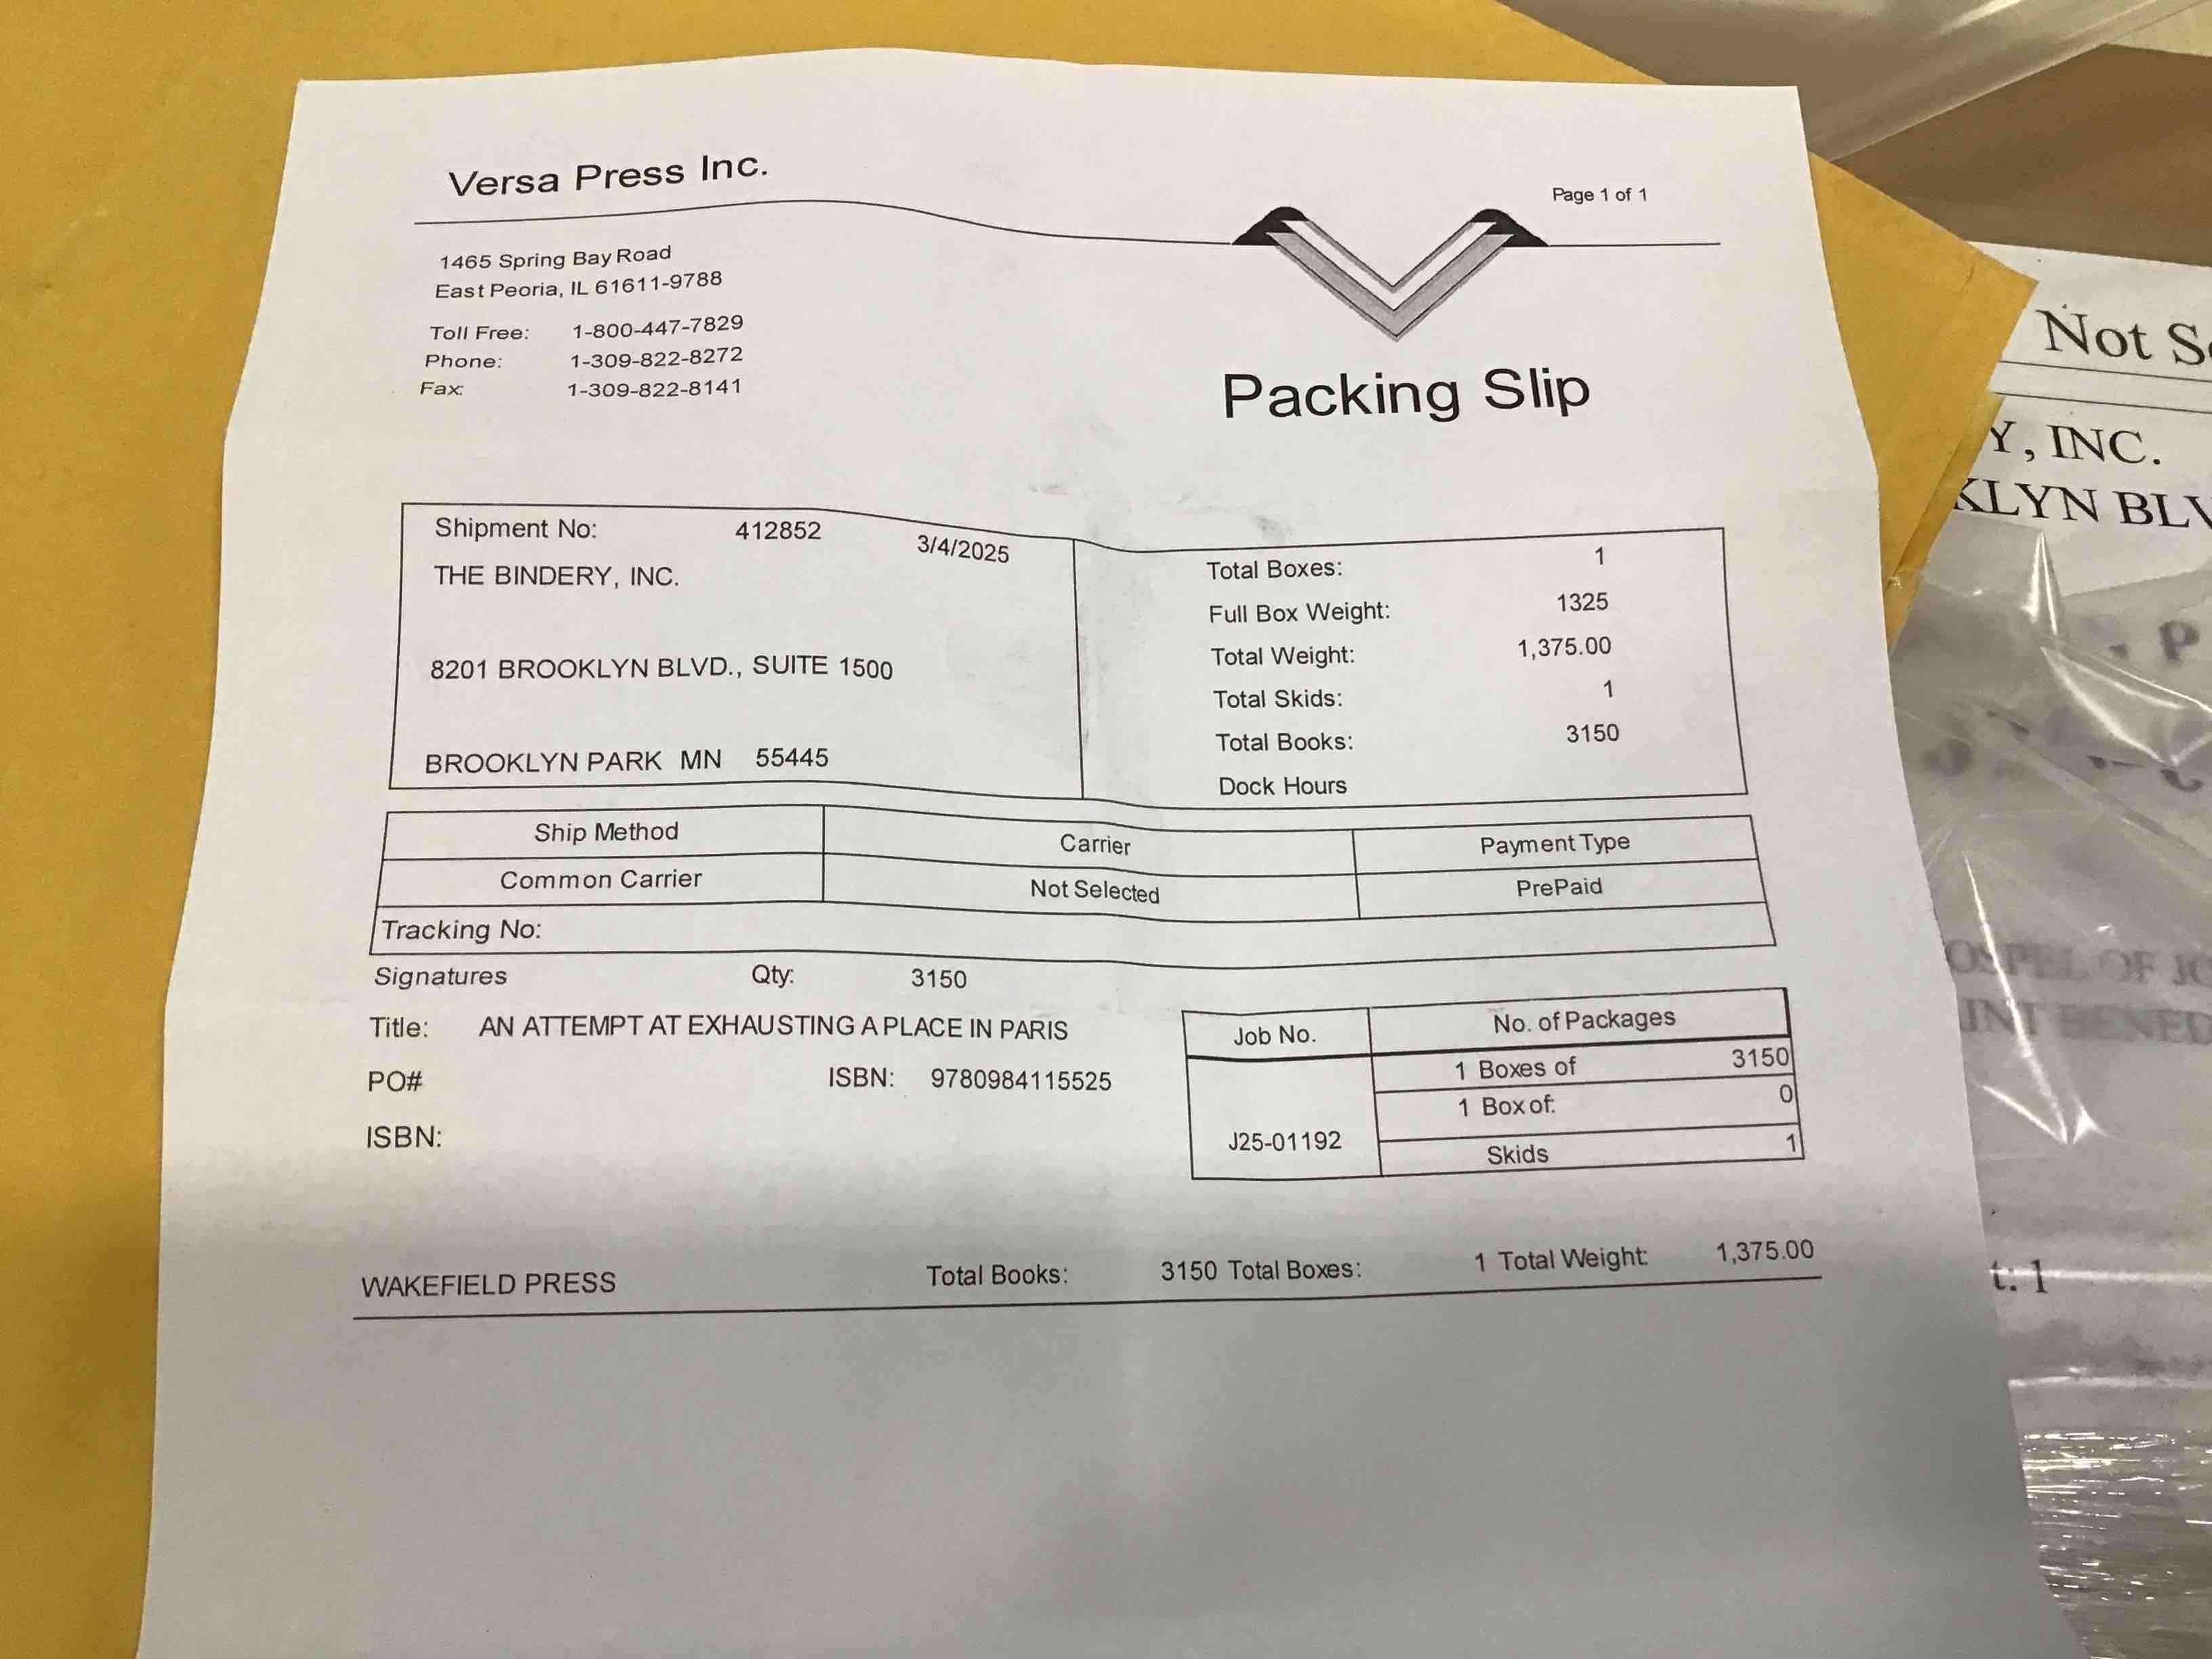 Versa Press Inc.
Page 1 of 1
1465 Spring Bay Road
East Peoria, IL 61611-9788
Toll Free: 1-800-447-7829
Phone: 1-309-822-8272
Fax: 1-309-822-8141
Packing Slip
Shipment No: 412852 3/4/2025
THE BINDERY, INC.
8201 BROOKLYN BLVD., SUITE 1500
BROOKLYN PARK MN 55445
Total Boxes: 1
Full Box Weight: 1325
Total Weight: 1,375.00
Total Skids: 1
Total Books: 3150
Dock Hours
Ship Method Carrier Payment Type
Common Carrier Not Selected PrePaid
Tracking No:
Signatures Qty: 3150
Title: AN ATTEMPT AT EXHAUSTING A PLACE IN PARIS
PO# ISBN: 9780984115525
ISBN:
Job No. No. of Packages
1 Boxes of 3150
1 Box of: 0
J25-01192 Skids 1
WAKEFIELD PRESS Total Books: 3150 Total Boxes: 1 Total Weight: 1,375.00
Not
Y, INC.
KLYN
OF
t: 1